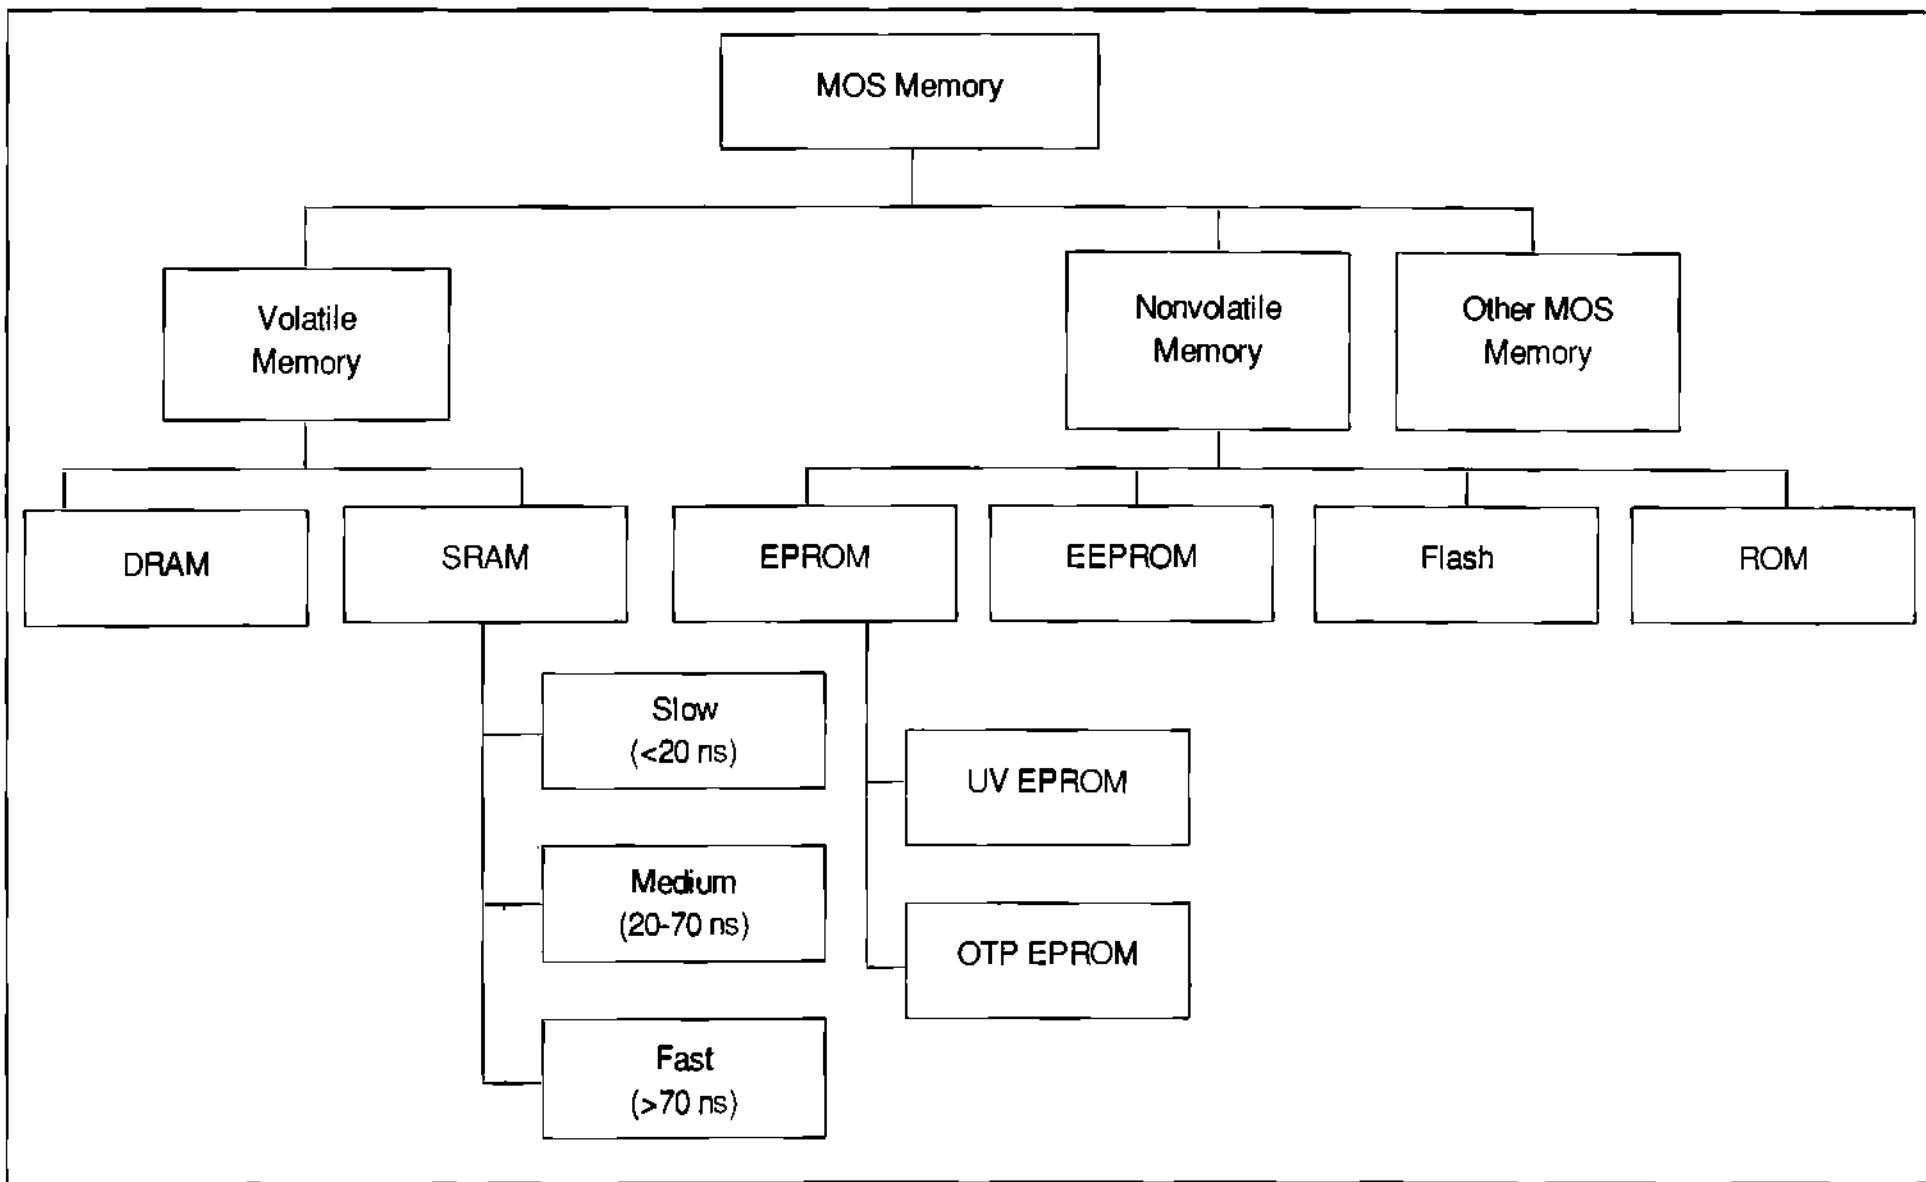 MOS Memory
Volatile
Memory
Nonvolatile
Memory
Other MOS
Memory
DRAM
SRAM
EPROM
EEPROM
Flash
ROM
Slow
(<20 ns)
Medium
(20-70 ns)
Fast
(>70 ns)
UV EPROM
OTP EPROM